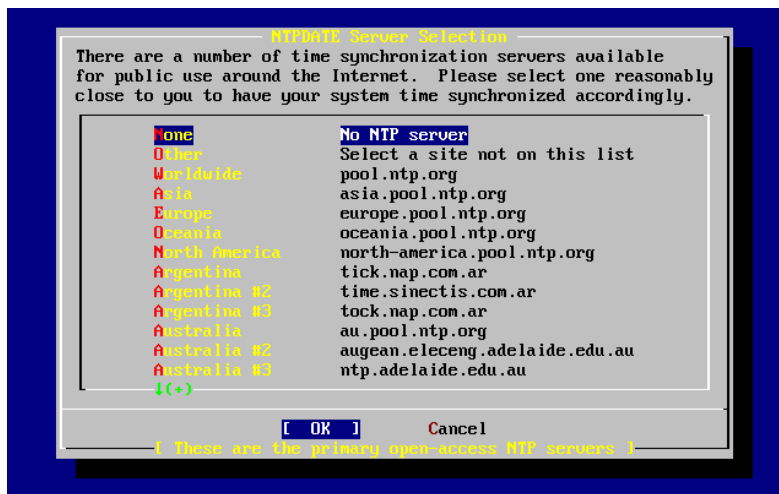 NTPDATE Server Selection
There are a number of time synchronization servers available
for public use around the Internet.  Please select one reasonably
close to you to have your system time synchronized accordingly.
None No NTP server
Other Select a site not on this list
Worldwide pool.ntp.org
Asia asia.pool.ntp.org
Europe europe.pool.ntp.org
Oceania oceania.pool.ntp.org
North America north-america.pool.ntp.org
Argentina tick.nap.com.ar
Argentina #2 time.sinectis.com.ar
Argentina #3 tock.nap.com.ar
Australia au.pool.ntp.org
Australia #2 augean.eleceng.adelaide.edu.au
Australia #3 ntp.adelaide.edu.au
↓(+)
[ OK ] Cancel
[ These are the primary open-access NTP servers ]